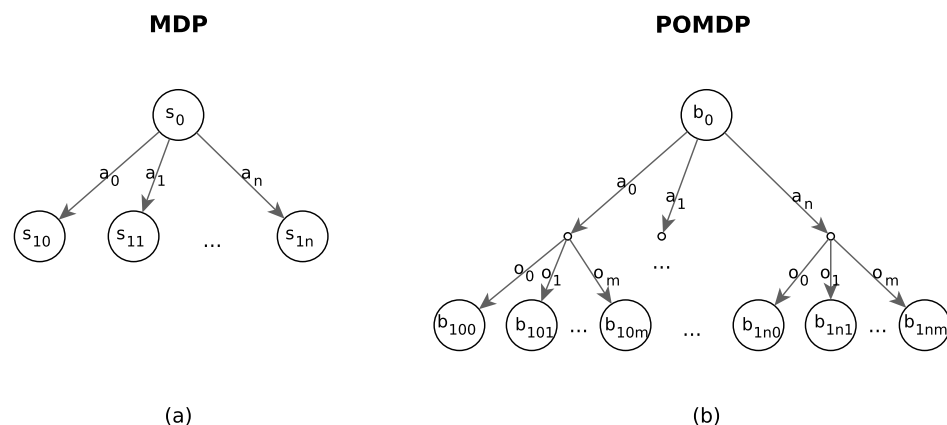 MDP POMDP
s0 b0
a0 a1 an a0 a1 an
s10 s11 ... s1n
...
o0 o1 om o0 o1 om
b100 b101 ... b10m ... b1n0 b1n1 ... b1nm
(a) (b)